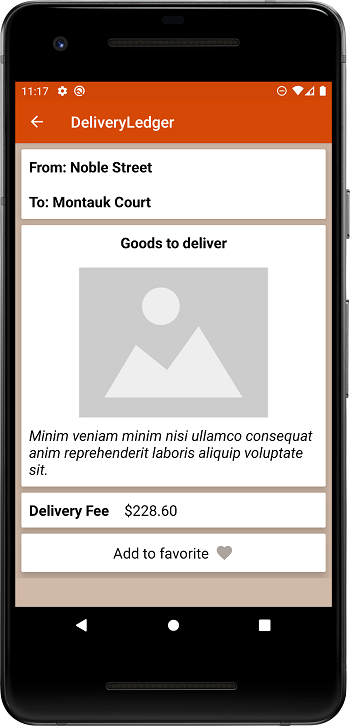 11:17
DeliveryLedger
From: Noble Street
To: Montauk Court
Goods to deliver
Minim veniam minim nisi ullamco consequat
anim reprehenderit laboris aliquip voluptate
sit.
Delivery Fee $228.60
Add to favorite